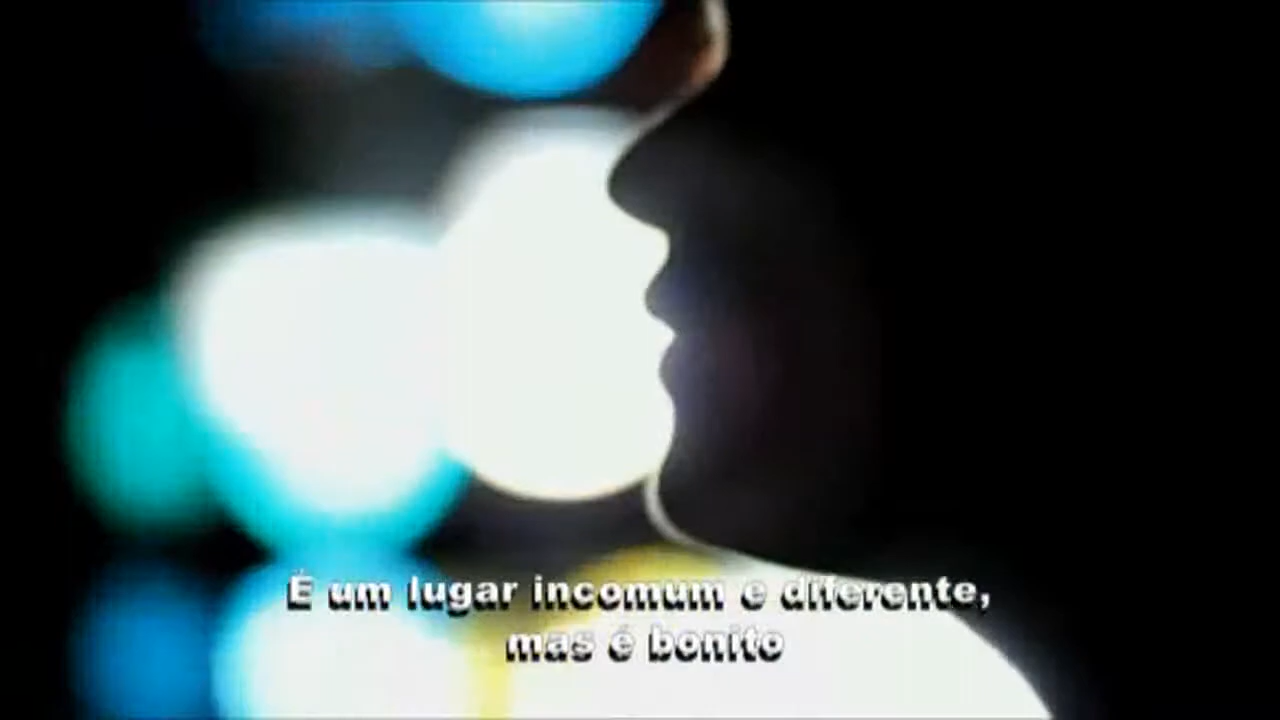 É um lugar incomum e diferente,
mas é bonito